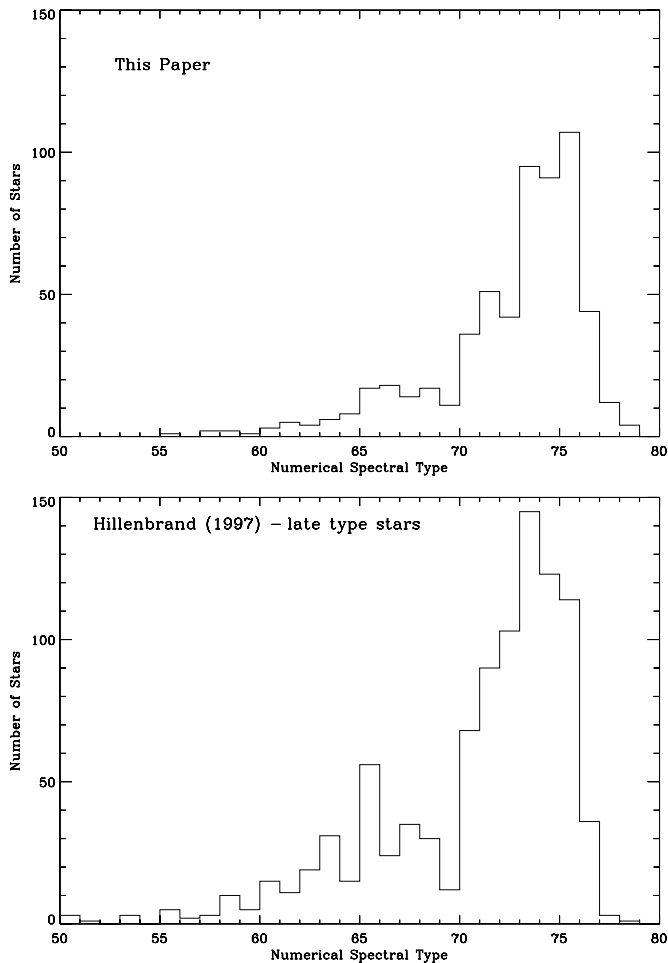 150
This Paper
100
Number of Stars
50
0
50 55 60 65 70 75 80
Numerical Spectral Type
150
Hillenbrand (1997) – late type stars
100
Number of Stars
50
0
50 55 60 65 70 75 80
Numerical Spectral Type